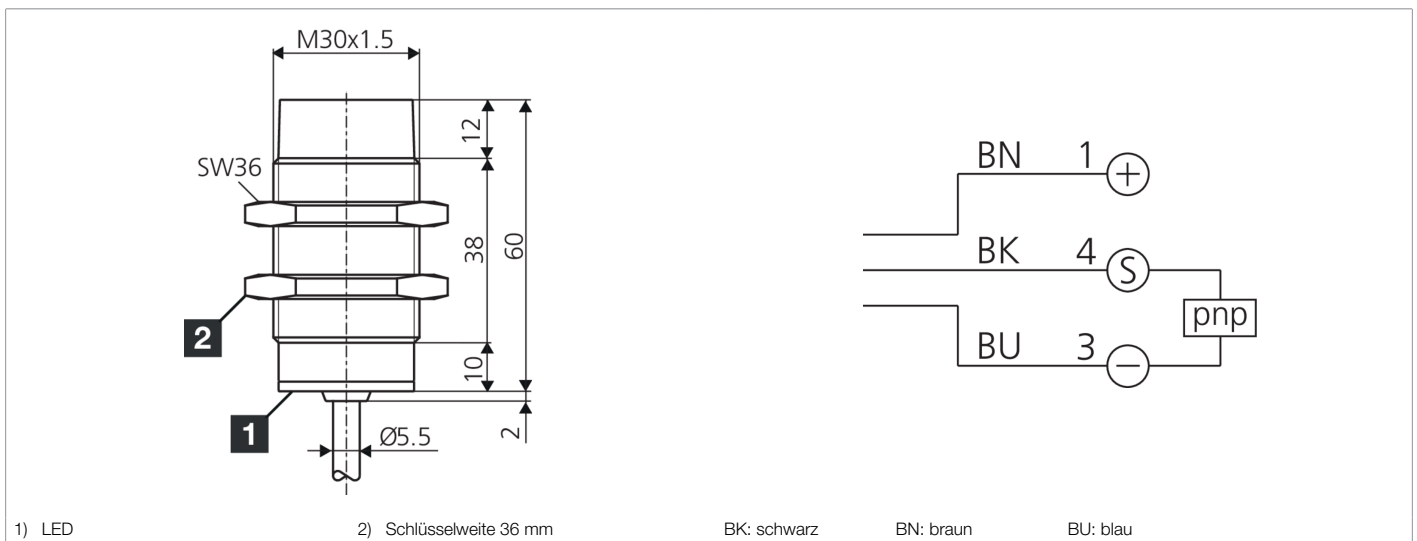 M30x1.5
12
SW36
38
60
2
10
1
2
Ø5.5
BN 1 +
BK 4 S
pnp
BU 3 −
1) LED 2) Schlüsselweite 36 mm BK: schwarz BN: braun BU: blau